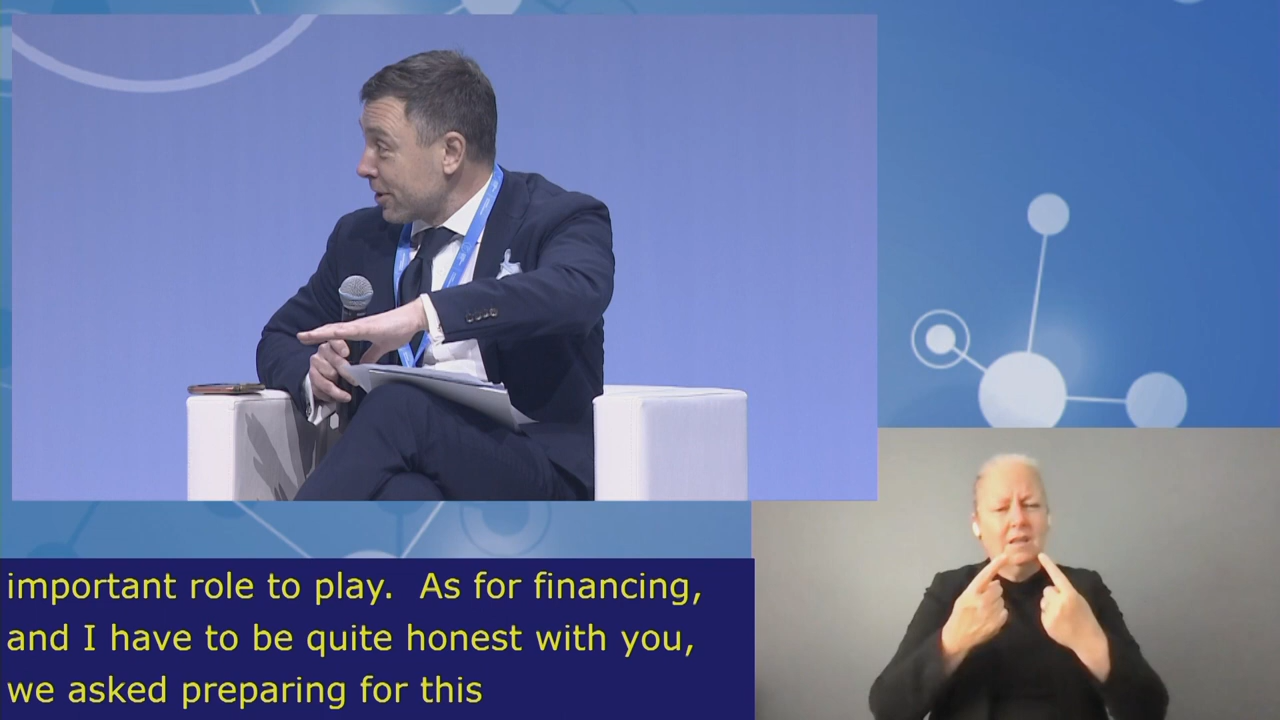 important role to play.  As for financing,
and I have to be quite honest with you,
we asked preparing for this